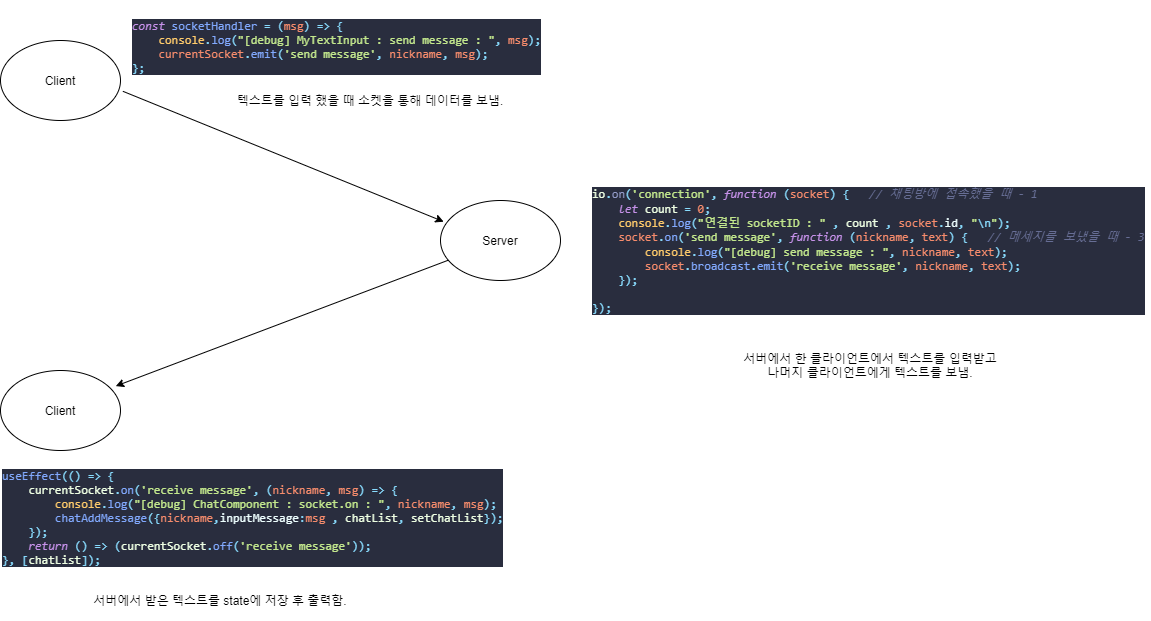 const socketHandler = (msg) => {
    console.log("[debug] MyTextInput : send message : ", msg);
    currentSocket.emit('send message', nickname, msg);
};
Client
텍스트를 입력 했을 때 소켓을 통해 데이터를 보냄.
io.on('connection', function (socket) {   // 채팅방에 접속했을 때 - 1
    let count = 0;
    console.log("연결된 socketID : " , count , socket.id, "\n");
    socket.on('send message', function (nickname, text) {   // 메세지를 보냈을 때 - 3
        console.log("[debug] send message : ", nickname, text);
        socket.broadcast.emit('receive message', nickname, text);
    });
});
Server
서버에서 한 클라이언트에서 텍스트를 입력받고
나머지 클라이언트에게 텍스트를 보냄.
Client
useEffect(() => {
    currentSocket.on('receive message', (nickname, msg) => {
        console.log("[debug] ChatComponent : socket.on : ", nickname, msg);
        chatAddMessage({nickname,inputMessage:msg , chatList, setChatList});
    });
    return () => (currentSocket.off('receive message'));
}, [chatList]);
서버에서 받은 텍스트를 state에 저장 후 출력함.